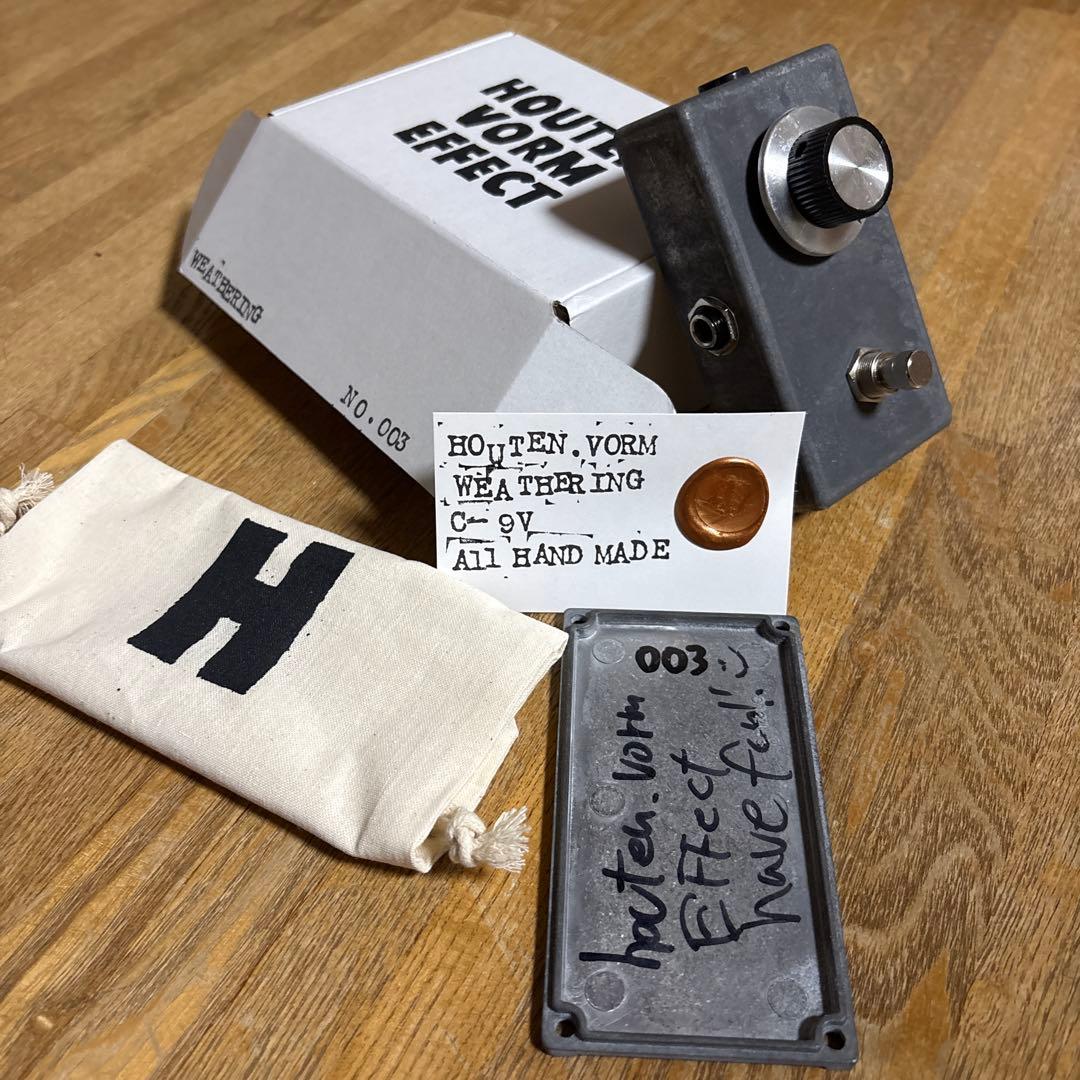 HOUTEN
VORM
EFFECT
WEATHERING
NO.003
HOUTEN.VORM
WEATHERING
C- 9V
All HAND MADE
H
003
houten.vorm
EFFect
have fun!!